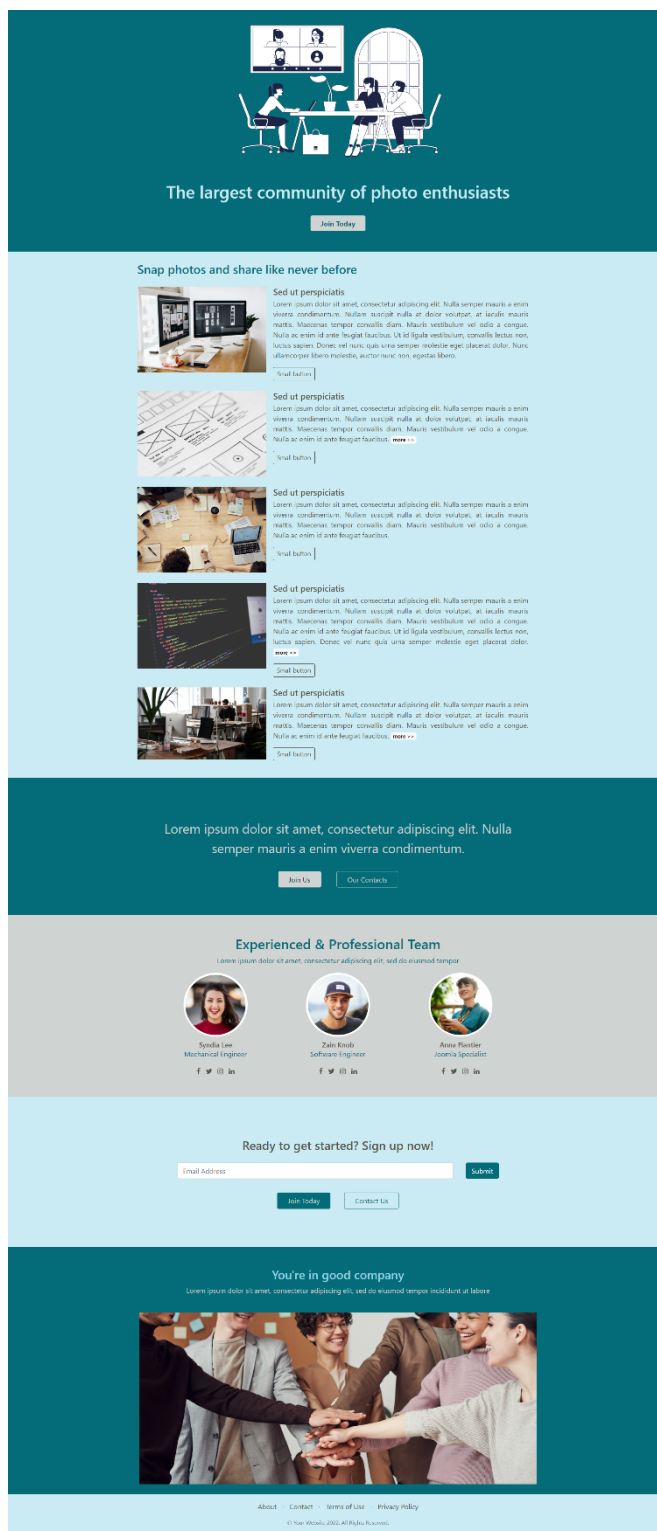 The largest community of photo enthusiasts
Join Today
Snap photos and share like never before
Sed ut perspiciatis
Lorem ipsum dolor sit amet, consectetur adipiscing elit. Nulla semper mauris a enim
viverra condimentum. Nullam suscipit nulla at dolor volutpat, at iaculis mauris
mattis. Maecenas tempor convallis diam. Mauris vestibulum vel odio a congue.
Nulla ac enim id ante feugiat faucibus. Ut id ligula vestibulum, convallis lectus non,
luctus sapien. Donec vel nunc quis urna semper molestie eget placerat dolor. Nunc
ullamcorper libero molestie, auctor nunc non, egestas libero.
Small button
Sed ut perspiciatis
Lorem ipsum dolor sit amet, consectetur adipiscing elit. Nulla semper mauris a enim
viverra condimentum. Nullam suscipit nulla at dolor volutpat, at iaculis mauris
mattis. Maecenas tempor convallis diam. Mauris vestibulum vel odio a congue.
Nulla ac enim id ante feugiat faucibus. more >>
Small button
Sed ut perspiciatis
Lorem ipsum dolor sit amet, consectetur adipiscing elit. Nulla semper mauris a enim
viverra condimentum. Nullam suscipit nulla at dolor volutpat, at iaculis mauris
mattis. Maecenas tempor convallis diam. Mauris vestibulum vel odio a congue.
Nulla ac enim id ante feugiat faucibus.
Small button
Sed ut perspiciatis
Lorem ipsum dolor sit amet, consectetur adipiscing elit. Nulla semper mauris a enim
viverra condimentum. Nullam suscipit nulla at dolor volutpat, at iaculis mauris
mattis. Maecenas tempor convallis diam. Mauris vestibulum vel odio a congue.
Nulla ac enim id ante feugiat faucibus. Ut id ligula vestibulum, convallis lectus non,
luctus sapien. Donec vel nunc quis urna semper molestie eget placerat dolor.
more >>
Small button
Sed ut perspiciatis
Lorem ipsum dolor sit amet, consectetur adipiscing elit. Nulla semper mauris a enim
viverra condimentum. Nullam suscipit nulla at dolor volutpat, at iaculis mauris
mattis. Maecenas tempor convallis diam. Mauris vestibulum vel odio a congue.
Nulla ac enim id ante feugiat faucibus. more >>
Small button
Lorem ipsum dolor sit amet, consectetur adipiscing elit. Nulla
semper mauris a enim viverra condimentum.
Join Us Our Contacts
Experienced & Professional Team
Lorem ipsum dolor sit amet, consectetur adipiscing elit, sed do eiusmod tempor
Syndia Lee Zain Knob Anna Plantier
Mechanical Engineer Software Engineer Joomla Specialist
Ready to get started? Sign up now!
Email Address Submit
Join Today Contact Us
You're in good company
Lorem ipsum dolor sit amet, consectetur adipiscing elit, sed do eiusmod tempor incididunt ut labore
About · Contact · Terms of Use · Privacy Policy
© Your Website 2022. All Rights Reserved.